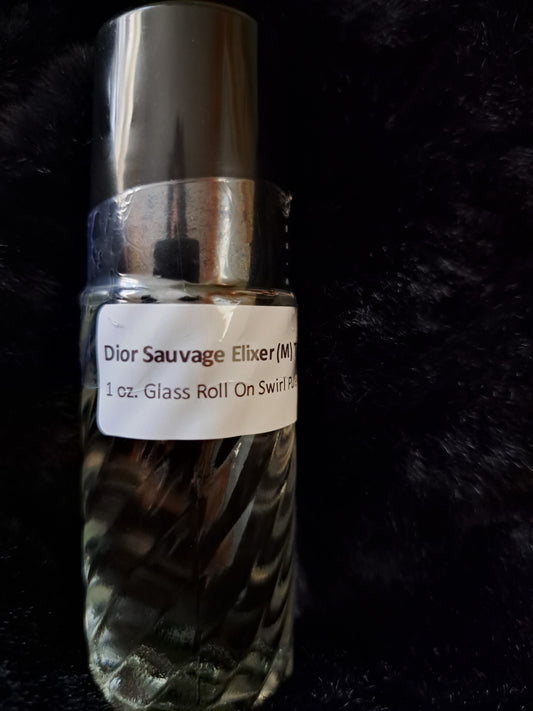 Dior Sauvage Elixer (M)
1 oz. Glass Roll On Swirl